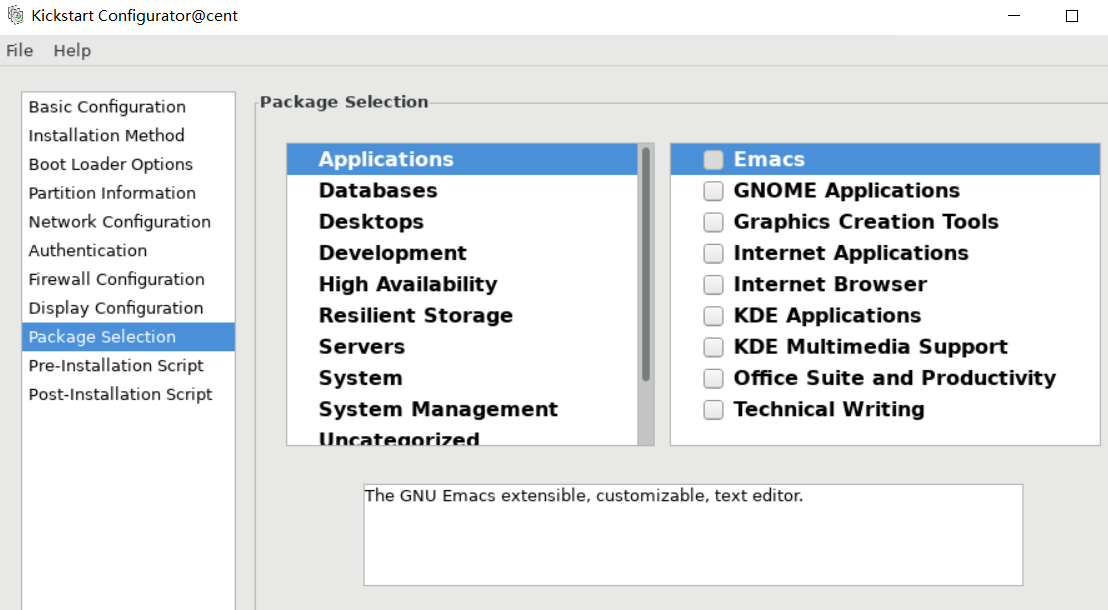 Kickstart Configurator@cent
File Help
Basic Configuration
Installation Method
Boot Loader Options
Partition Information
Network Configuration
Authentication
Firewall Configuration
Display Configuration
Package Selection
Pre-Installation Script
Post-Installation Script
Package Selection
Applications
Databases
Desktops
Development
High Availability
Resilient Storage
Servers
System
System Management
Uncategorized
Emacs
GNOME Applications
Graphics Creation Tools
Internet Applications
Internet Browser
KDE Applications
KDE Multimedia Support
Office Suite and Productivity
Technical Writing
The GNU Emacs extensible, customizable, text editor.